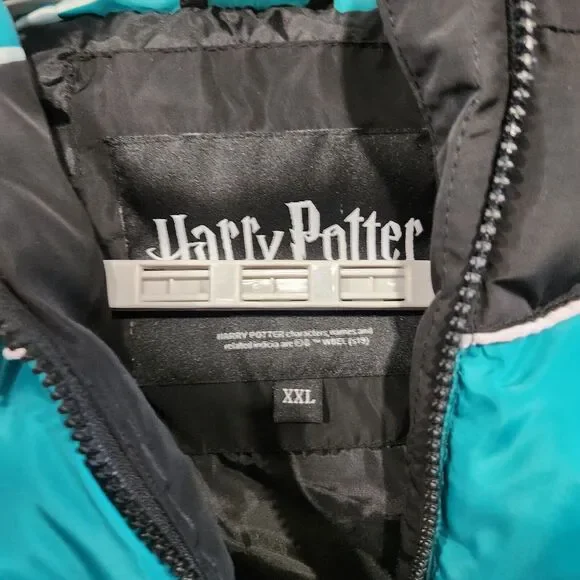 Harry Potter
HARRY POTTER characters, names and
related indicia are © & ™ WBEI. (s19)
XXL